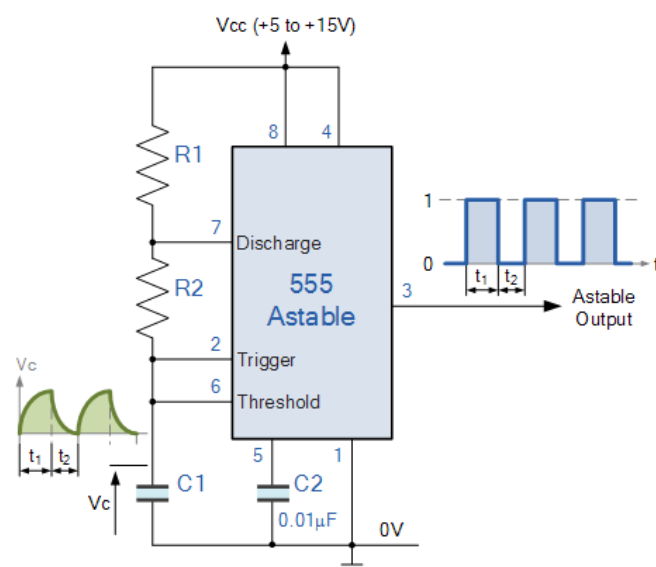 Vcc (+5 to +15V)
8
4
R1
7
Discharge
R2
555
Astable
3
2
Trigger
6
Threshold
5
1
C1
C2
0.01µF
0V
Vc
Vc
t1
t2
1
0
t1
t2
t
Astable
Output